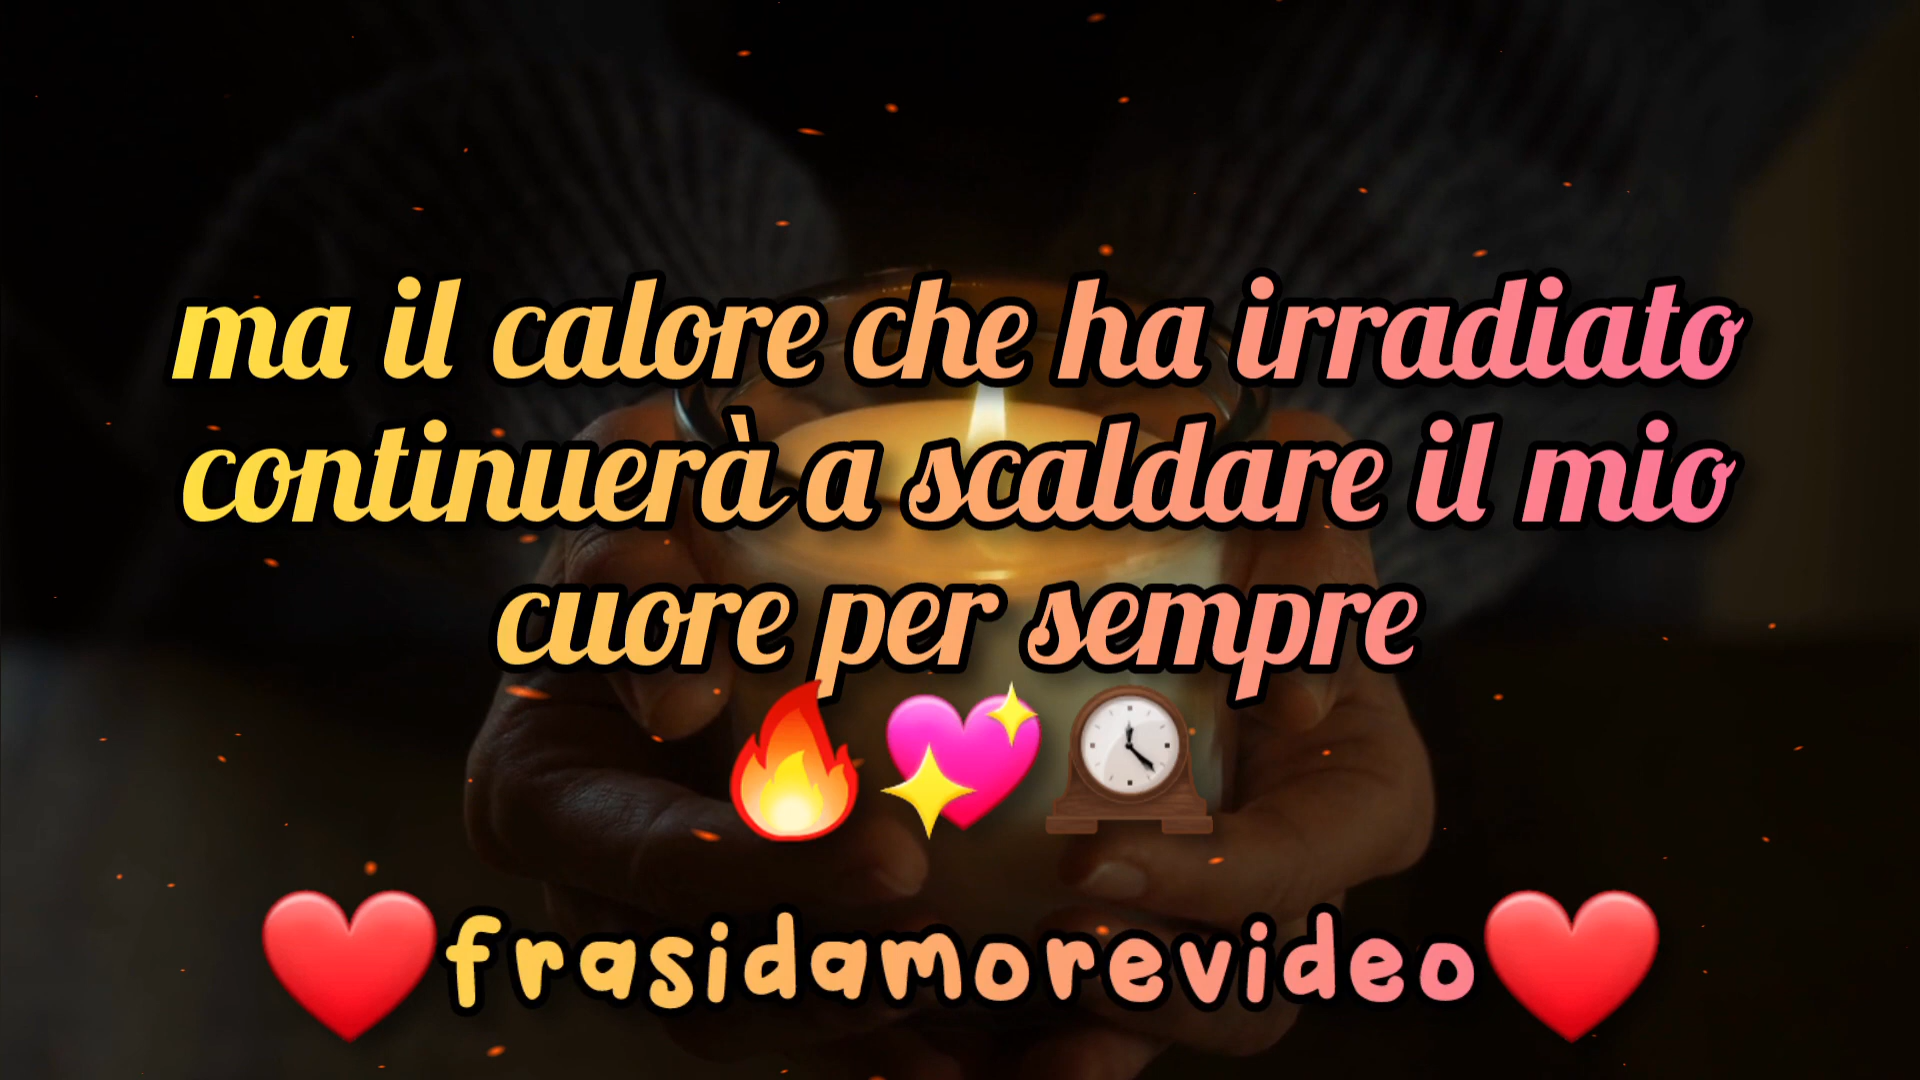 ma il calore che ha irradiato
continuerà a scaldare il mio
cuore per sempre
frasidamorevideo